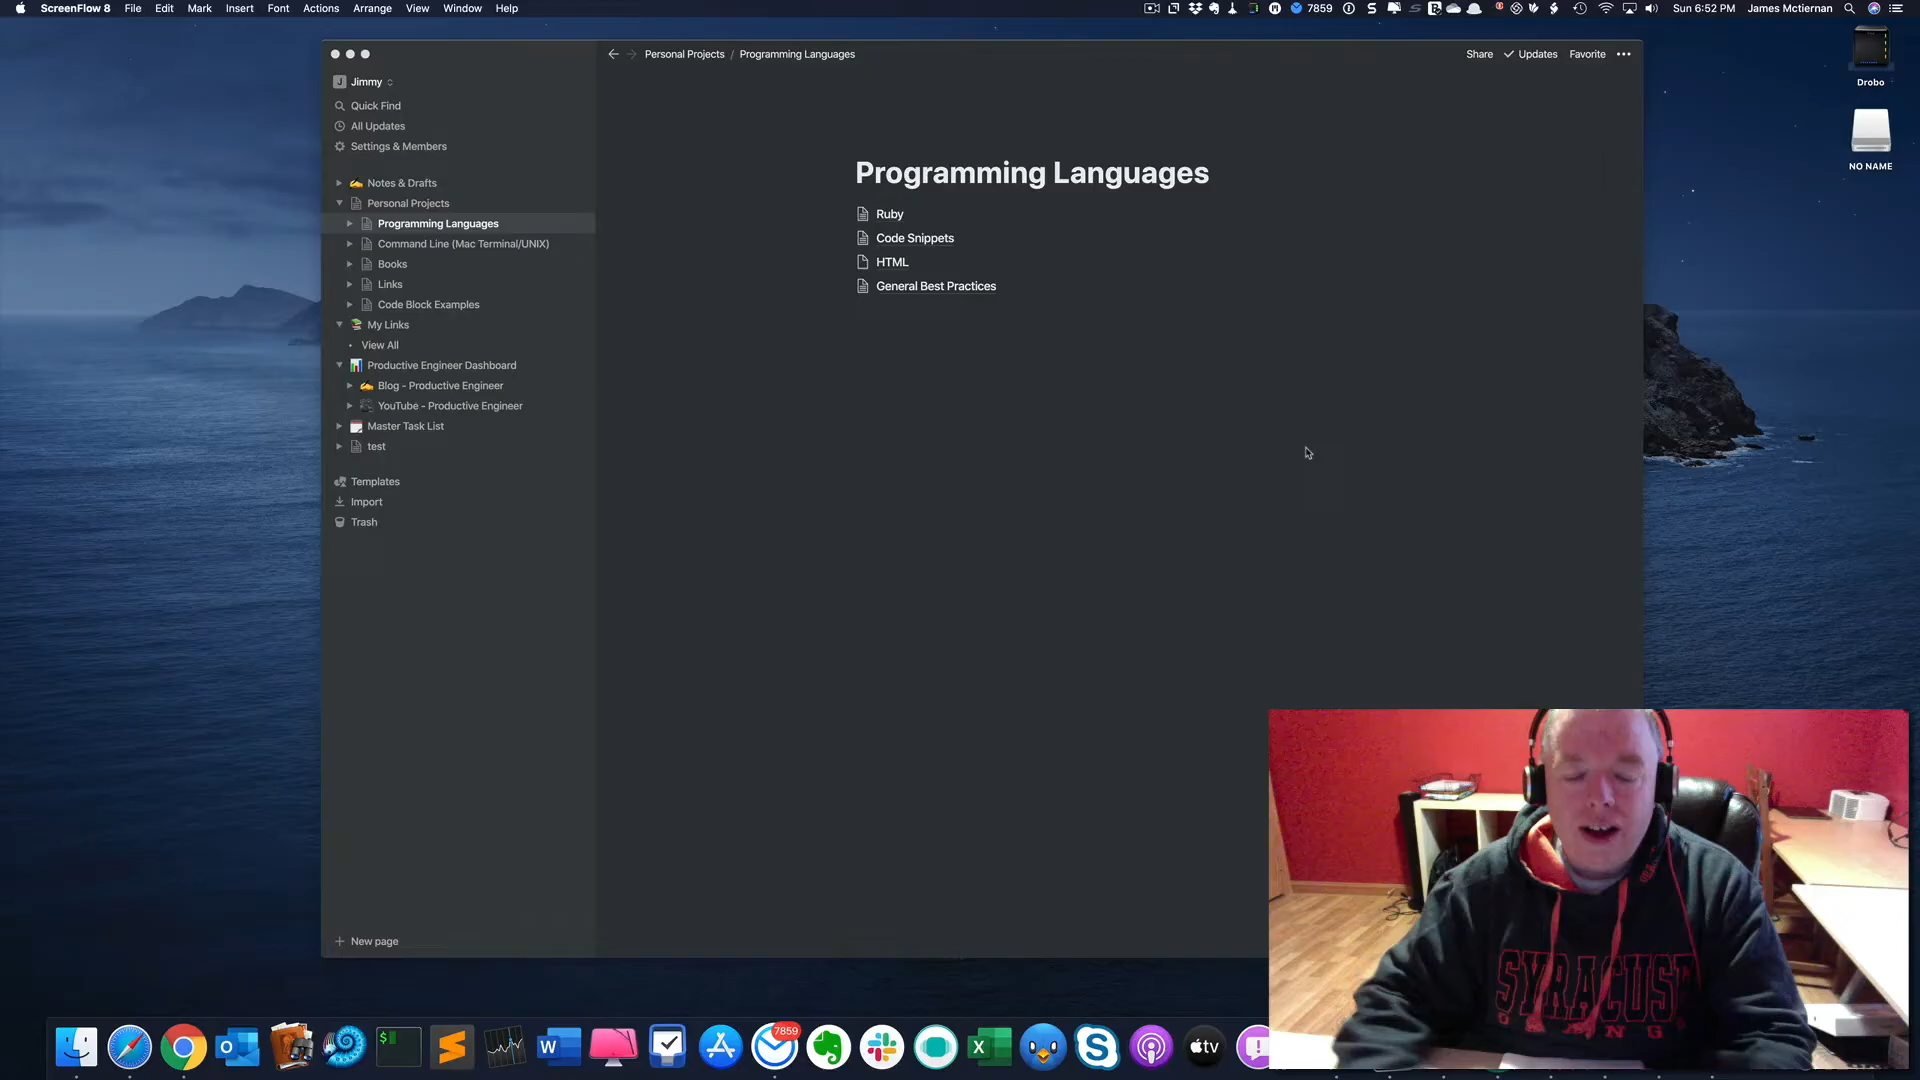 ScreenFlow 8 File Edit Mark Insert Font Actions Arrange View Window Help
7859 Sun 6:52 PM James Mctiernan
Drobo
NO NAME
J Jimmy
Quick Find
All Updates
Settings & Members
Notes & Drafts
Personal Projects
Programming Languages
Command Line (Mac Terminal/UNIX)
Books
Links
Code Block Examples
My Links
View All
Productive Engineer Dashboard
Blog - Productive Engineer
YouTube - Productive Engineer
Master Task List
test
Templates
Import
Trash
New page
Personal Projects / Programming Languages
Share Updates Favorite
Programming Languages
Ruby
Code Snippets
HTML
General Best Practices
SYRACUSE
7859
tv